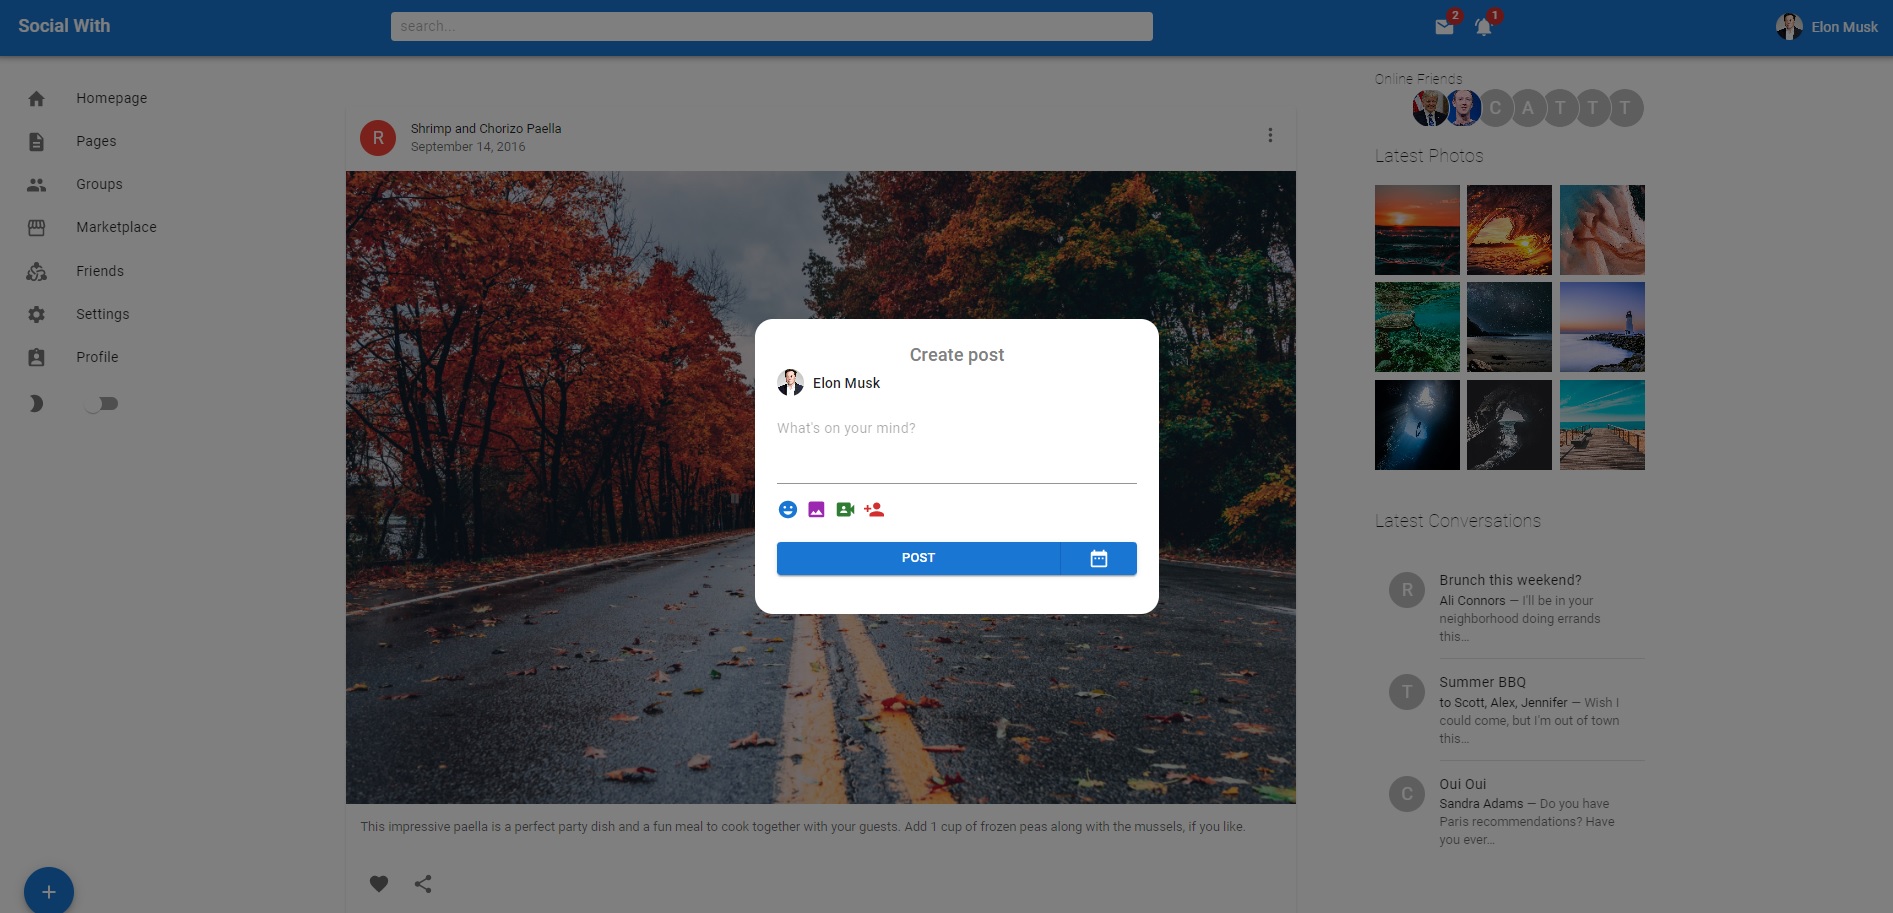 Social With
search...
2
1
Elon Musk
Homepage
Pages
Groups
Marketplace
Friends
Settings
Profile
R
Shrimp and Chorizo Paella
September 14, 2016
Create post
Elon Musk
What's on your mind?
POST
This impressive paella is a perfect party dish and a fun meal to cook together with your guests. Add 1 cup of frozen peas along with the mussels, if you like.
Online Friends
C A T T T
Latest Photos
Latest Conversations
R
Brunch this weekend?
Ali Connors — I'll be in your
neighborhood doing errands
this…
T
Summer BBQ
to Scott, Alex, Jennifer — Wish I
could come, but I'm out of town
this…
C
Oui Oui
Sandra Adams — Do you have
Paris recommendations? Have
you ever…